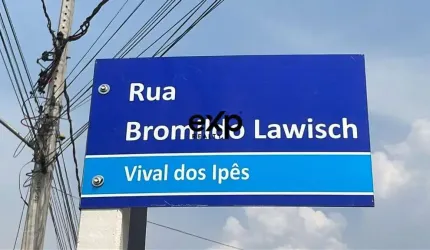 Rua
Lawisch
Vival dos Ipês
exp